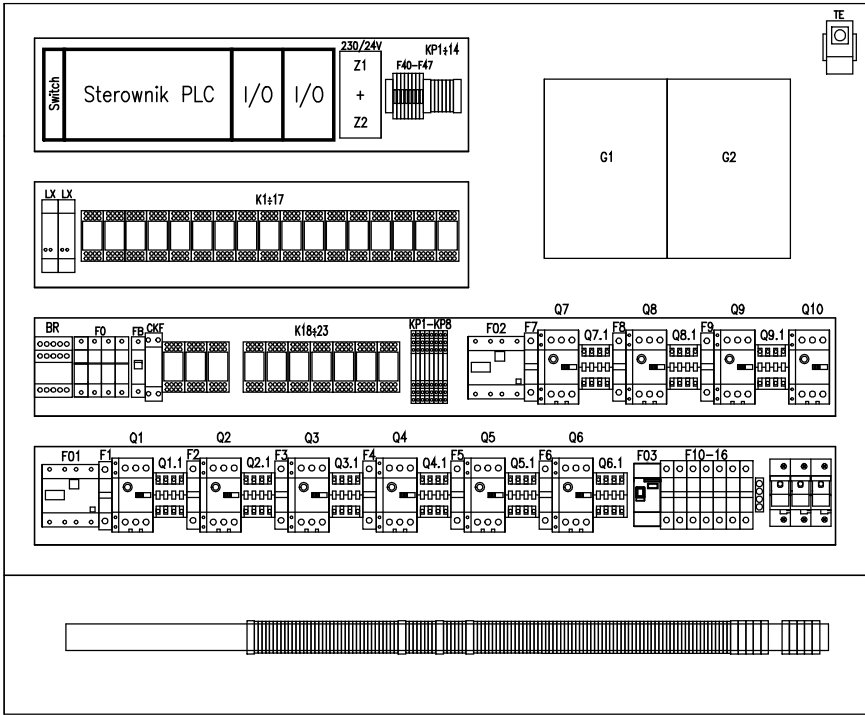 TE
Switch
Sterownik PLC
I/O
I/O
230/24V
Z1
+
Z2
KP1÷14
F40-F47
G1
G2
LX LX
K1÷17
BR
F0
FB
CKF
K18÷23
KP1-KP8
F02
F7
Q7
Q7.1
F8
Q8
Q8.1
F9
Q9
Q9.1
Q10
F01
F1
Q1
Q1.1
F2
Q2
Q2.1
F3
Q3
Q3.1
F4
Q4
Q4.1
F5
Q5
Q5.1
F6
Q6
Q6.1
F03
F10-16